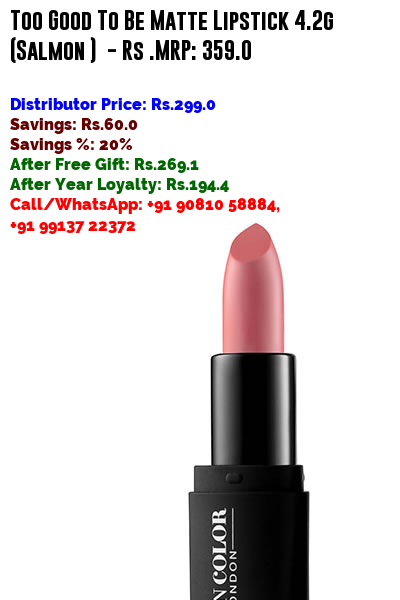 Too Good To Be Matte Lipstick 4.2g
(Salmon ) - Rs .MRP: 359.0
Distributor Price: Rs.299.0
Savings: Rs.60.0
Savings %: 20%
After Free Gift: Rs.269.1
After Year Loyalty: Rs.194.4
Call/WhatsApp: +91 90810 58884,
+91 99137 22372
N COLOR
ONDON